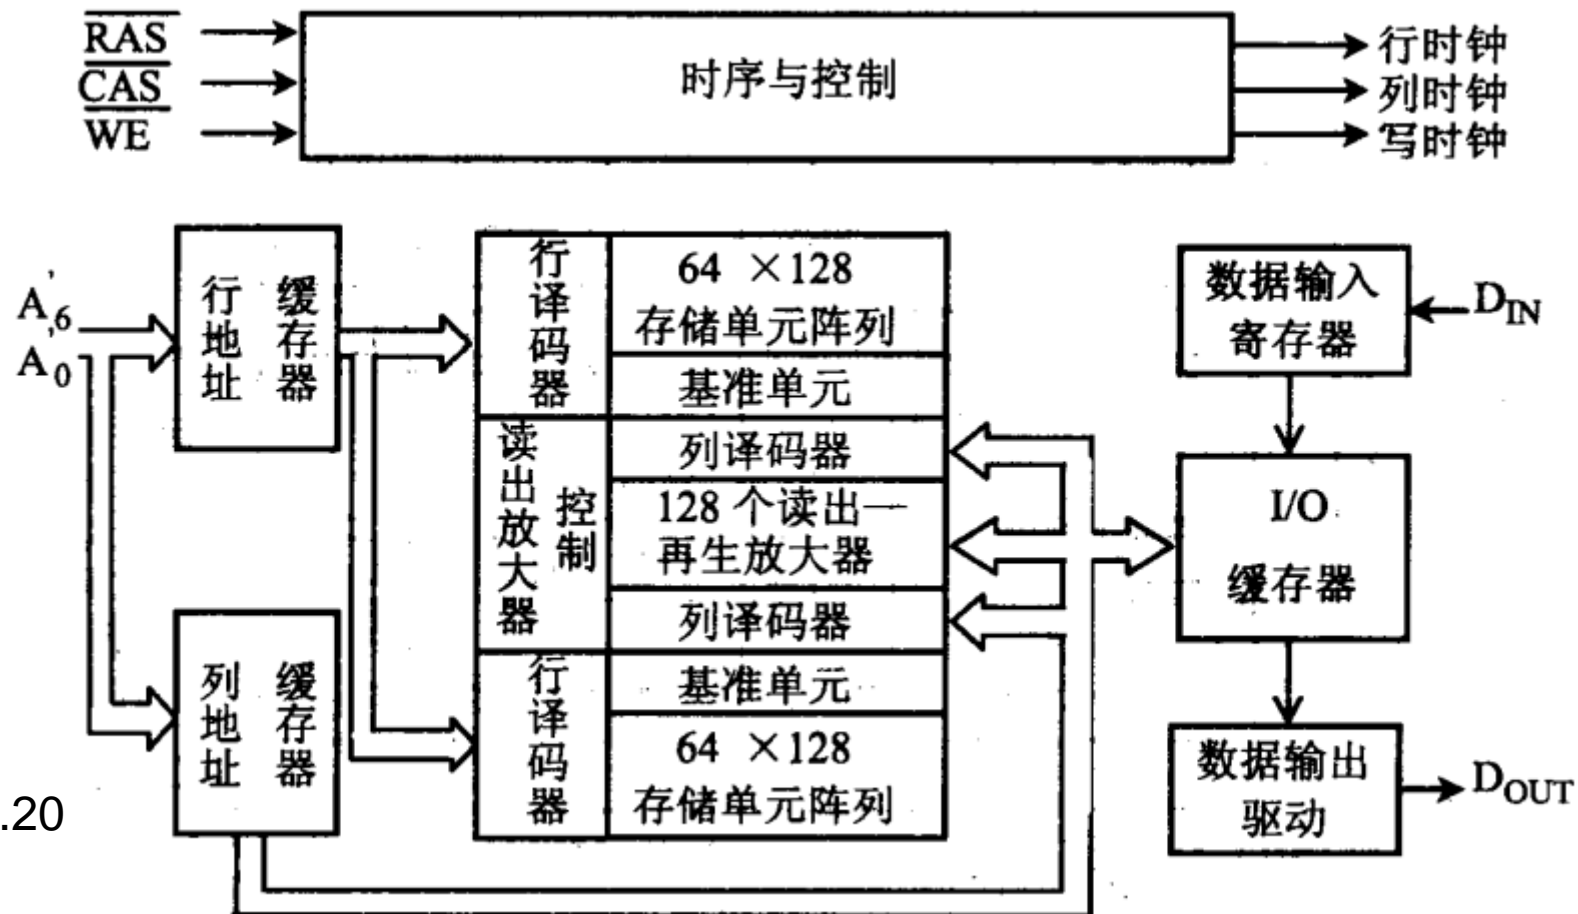 RAS
CAS
WE
时序与控制
行时钟
列时钟
写时钟
A'6
A'0
行地址
缓存器
列地址
缓存器
行译码器
64 ×128
存储单元阵列
基准单元
读出放大器
控制
列译码器
128 个读出一
再生放大器
列译码器
行译码器
基准单元
64 ×128
存储单元阵列
数据输入
寄存器
DIN
I/O
缓存器
数据输出
驱动
DOUT
.20